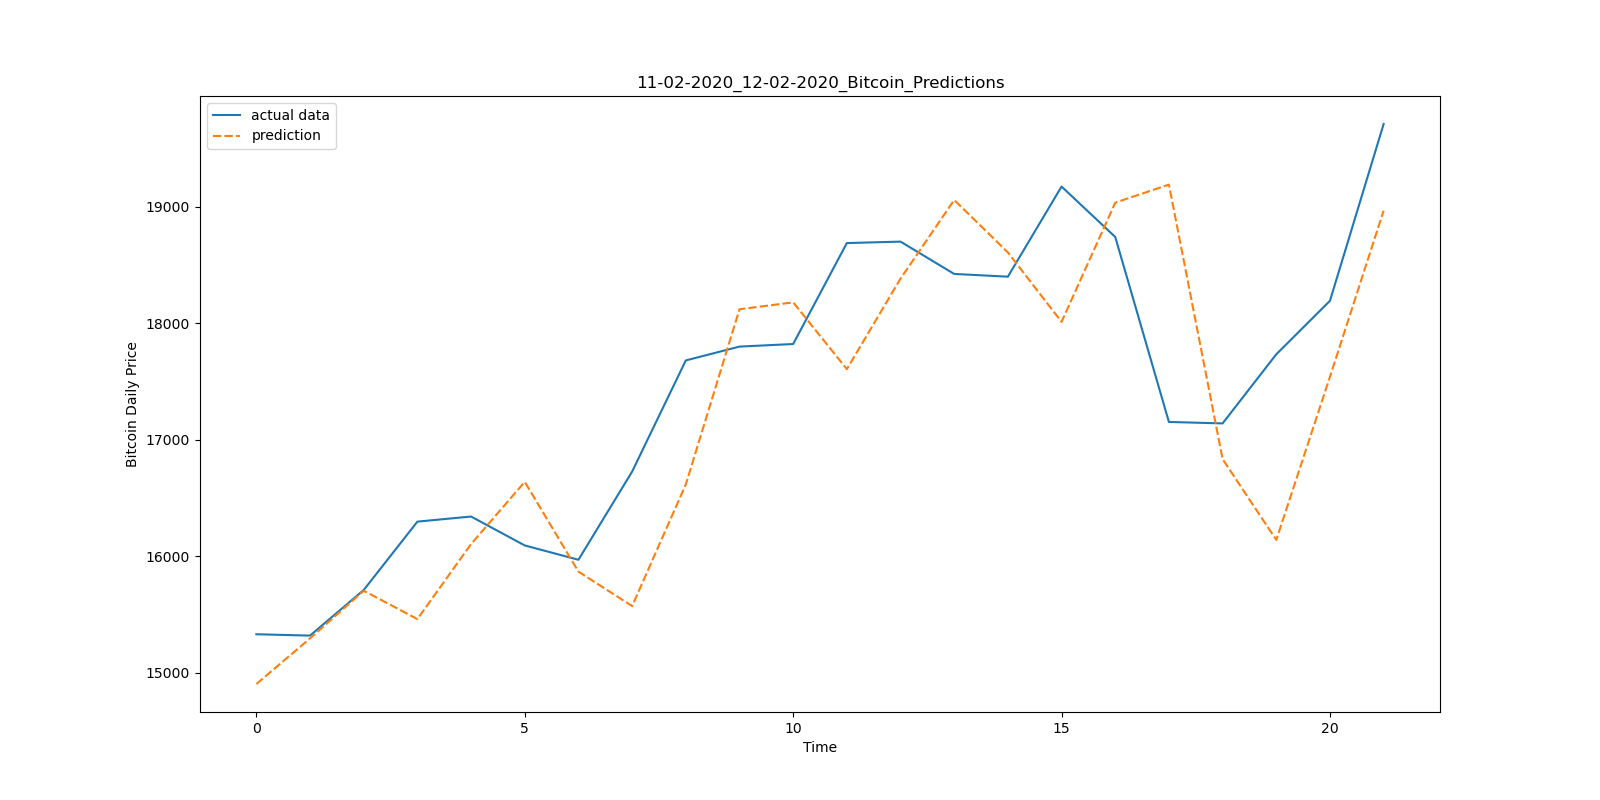 11-02-2020_12-02-2020_Bitcoin_Predictions
actual data
prediction
Bitcoin Daily Price
19000
18000
17000
16000
15000
0 5 10 15 20
Time